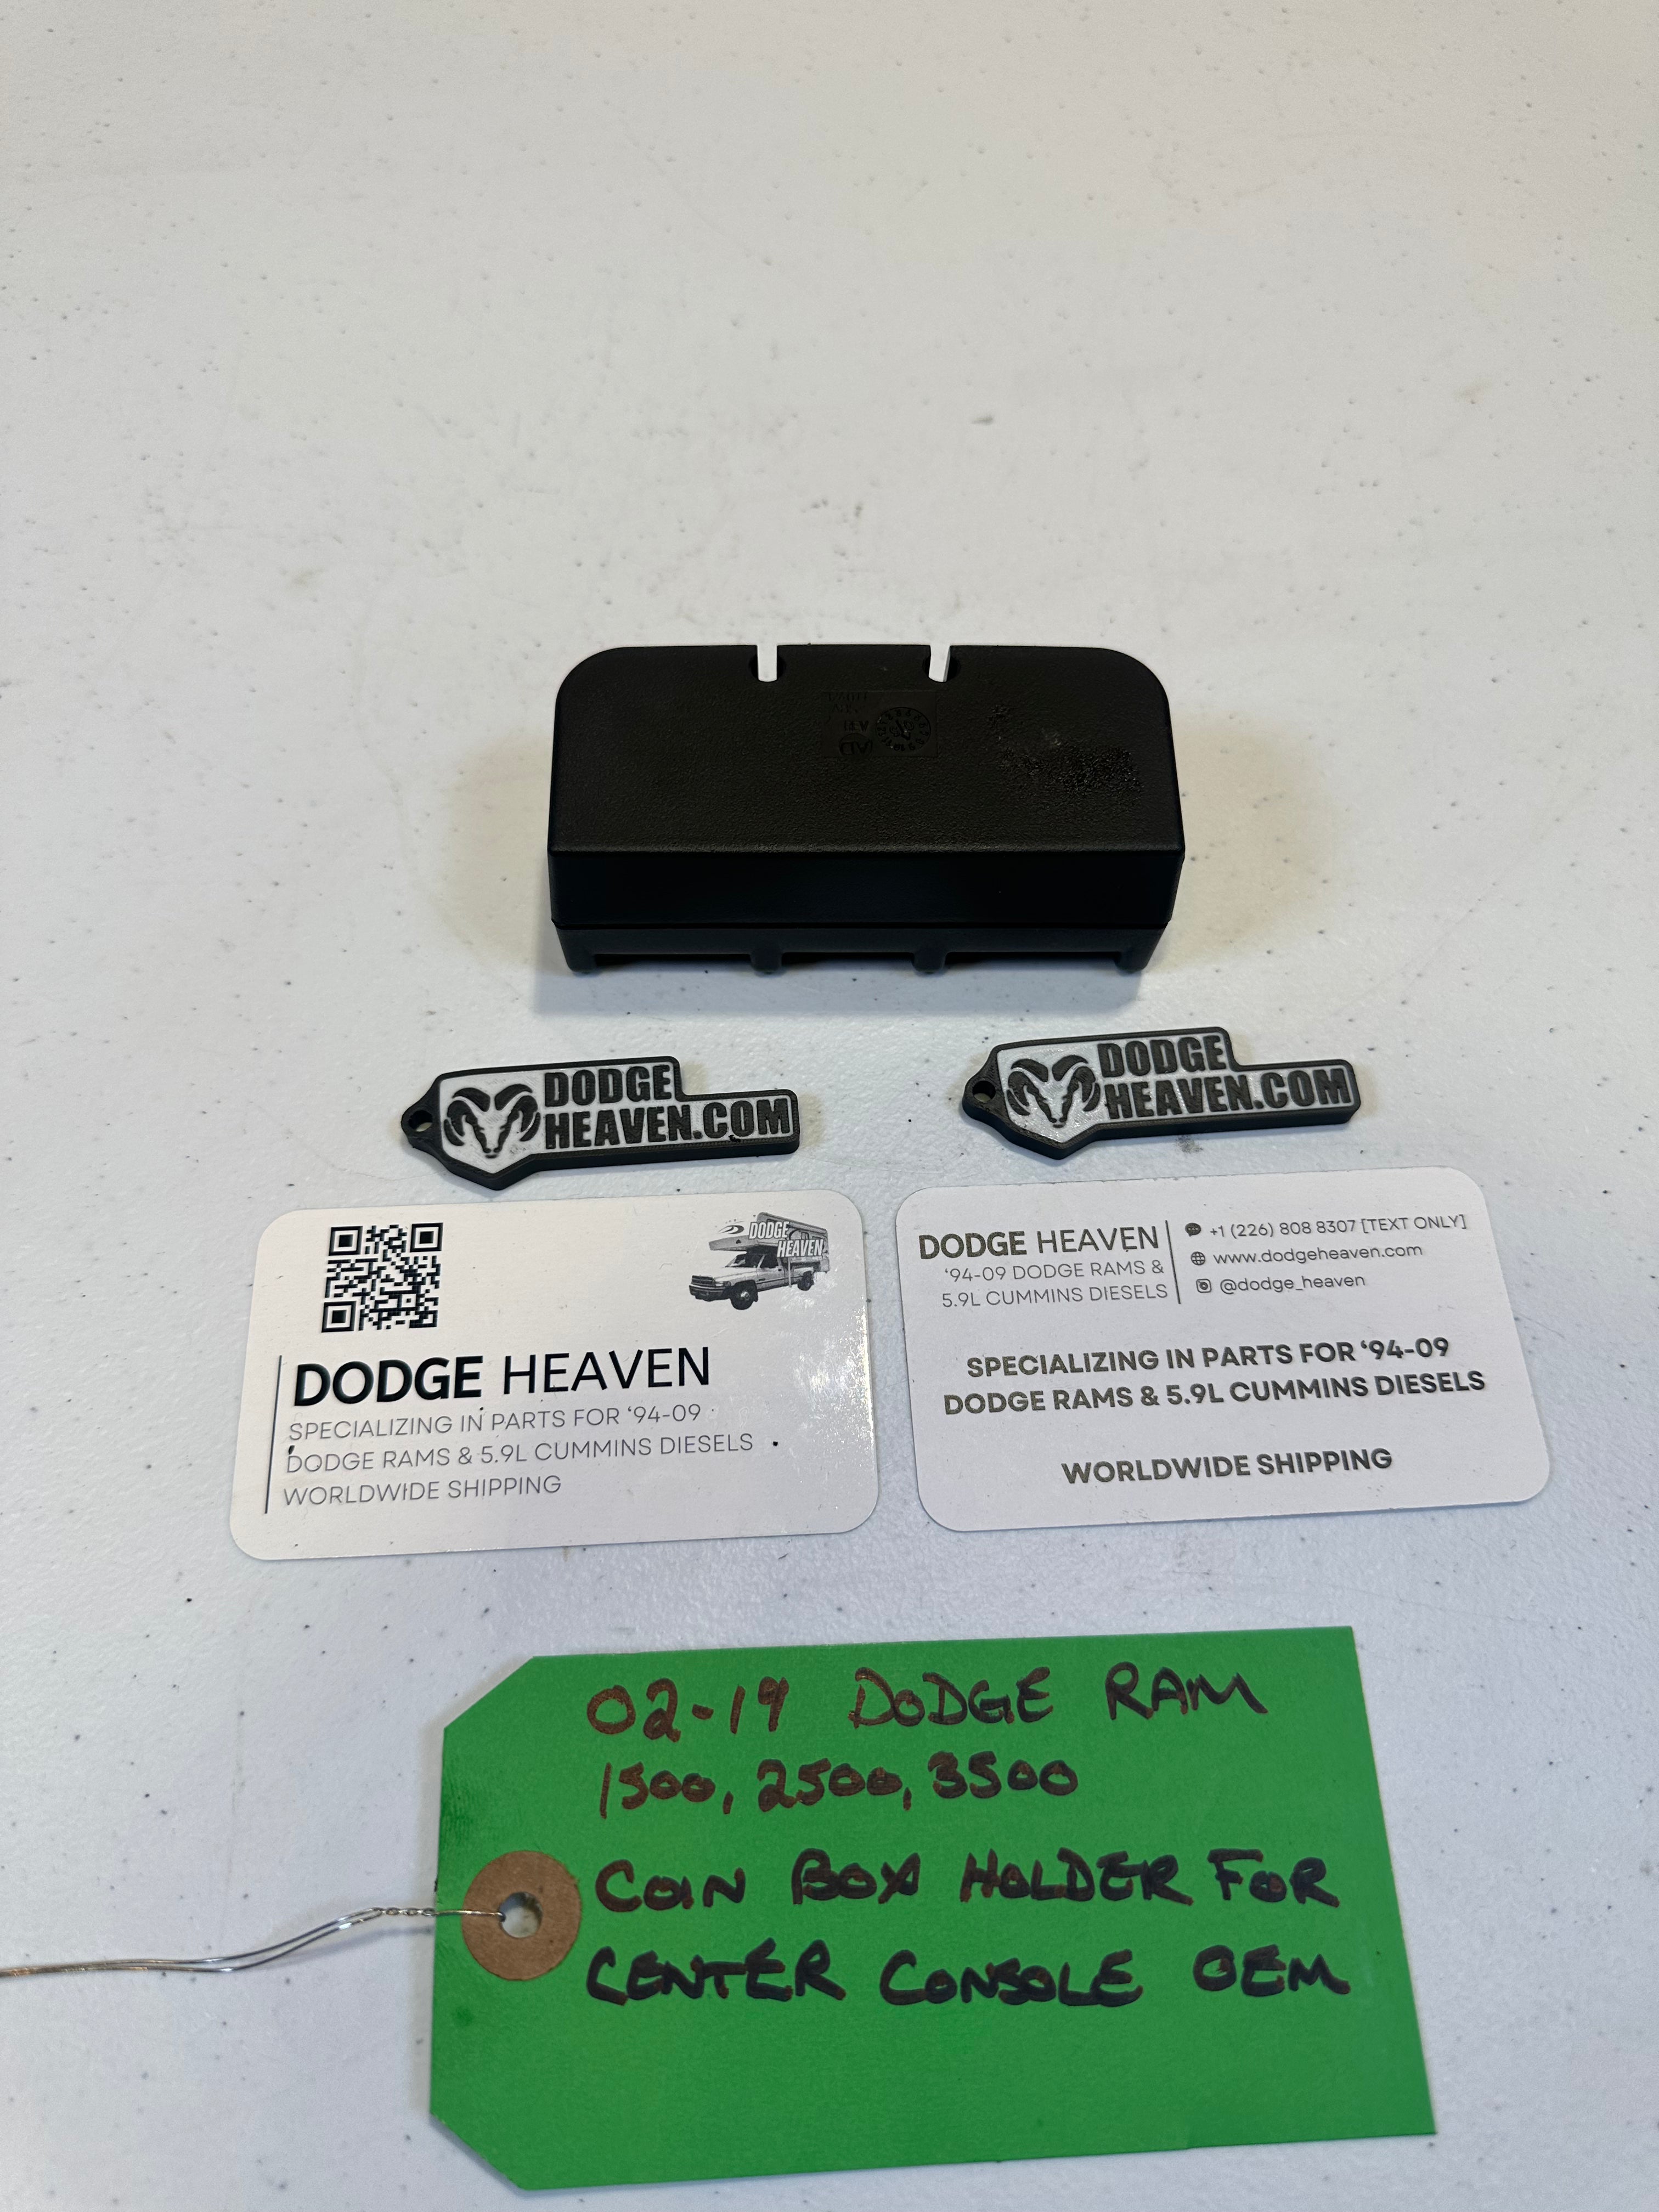 DODGE
HEAVEN.COM
DODGE
HEAVEN.COM
DODGE
HEAVEN
DODGE HEAVEN
SPECIALIZING IN PARTS FOR ‘94-09
DODGE RAMS & 5.9L CUMMINS DIESELS
WORLDWIDE SHIPPING
DODGE HEAVEN
‘94-09 DODGE RAMS &
5.9L CUMMINS DIESELS
+1 (226) 808 8307 [TEXT ONLY]
www.dodgeheaven.com
@dodge_heaven
SPECIALIZING IN PARTS FOR ‘94-09
DODGE RAMS & 5.9L CUMMINS DIESELS
WORLDWIDE SHIPPING
02-19 DODGE RAM
1500, 2500, 3500
COIN BOX HOLDER FOR
CENTER CONSOLE OEM